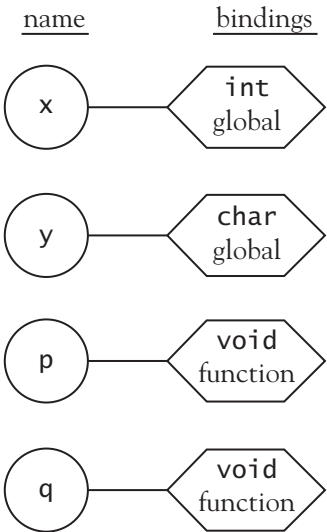 name bindings
x int
global
y char
global
p void
function
q void
function